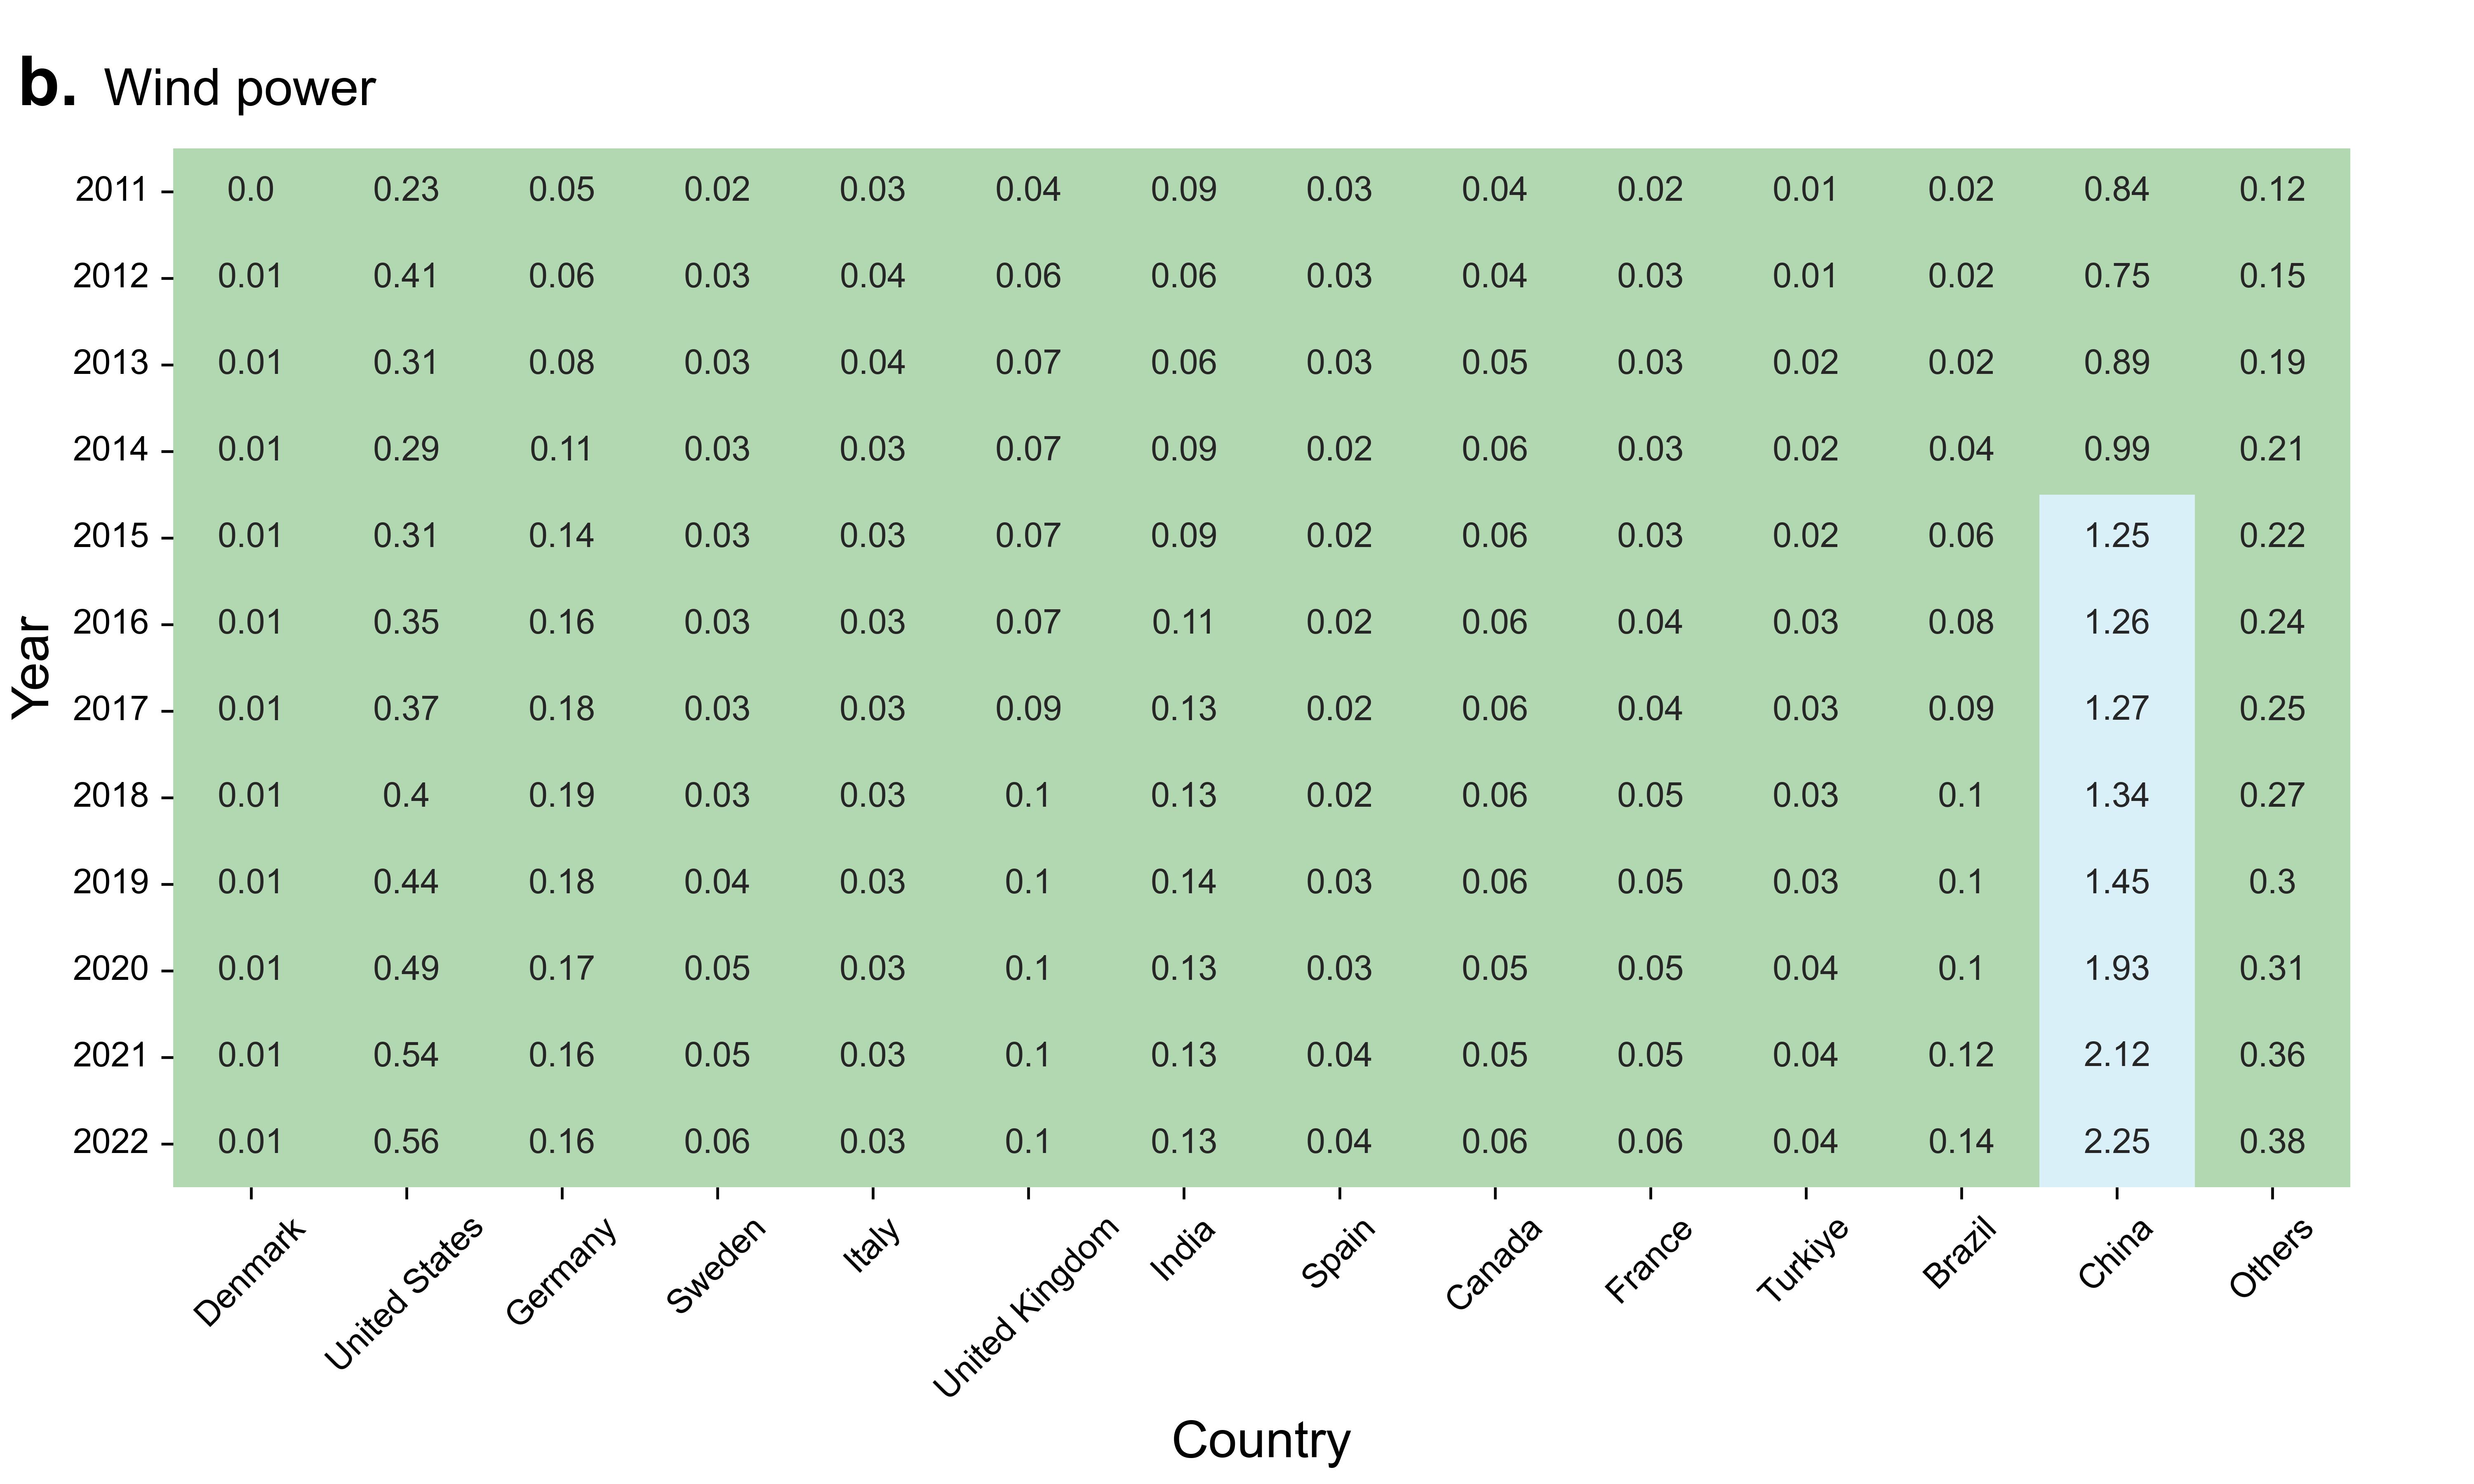 b. Wind power
2011 0.0 0.23 0.05 0.02 0.03 0.04 0.09 0.03 0.04 0.02 0.01 0.02 0.84 0.12
2012 0.01 0.41 0.06 0.03 0.04 0.06 0.06 0.03 0.04 0.03 0.01 0.02 0.75 0.15
2013 0.01 0.31 0.08 0.03 0.04 0.07 0.06 0.03 0.05 0.03 0.02 0.02 0.89 0.19
2014 0.01 0.29 0.11 0.03 0.03 0.07 0.09 0.02 0.06 0.03 0.02 0.04 0.99 0.21
2015 0.01 0.31 0.14 0.03 0.03 0.07 0.09 0.02 0.06 0.03 0.02 0.06 1.25 0.22
2016 0.01 0.35 0.16 0.03 0.03 0.07 0.11 0.02 0.06 0.04 0.03 0.08 1.26 0.24
2017 0.01 0.37 0.18 0.03 0.03 0.09 0.13 0.02 0.06 0.04 0.03 0.09 1.27 0.25
2018 0.01 0.4 0.19 0.03 0.03 0.1 0.13 0.02 0.06 0.05 0.03 0.1 1.34 0.27
2019 0.01 0.44 0.18 0.04 0.03 0.1 0.14 0.03 0.06 0.05 0.03 0.1 1.45 0.3
2020 0.01 0.49 0.17 0.05 0.03 0.1 0.13 0.03 0.05 0.05 0.04 0.1 1.93 0.31
2021 0.01 0.54 0.16 0.05 0.03 0.1 0.13 0.04 0.05 0.05 0.04 0.12 2.12 0.36
2022 0.01 0.56 0.16 0.06 0.03 0.1 0.13 0.04 0.06 0.06 0.04 0.14 2.25 0.38
Year
Denmark United States Germany Sweden Italy United Kingdom India Spain Canada France Turkiye Brazil China Others
Country